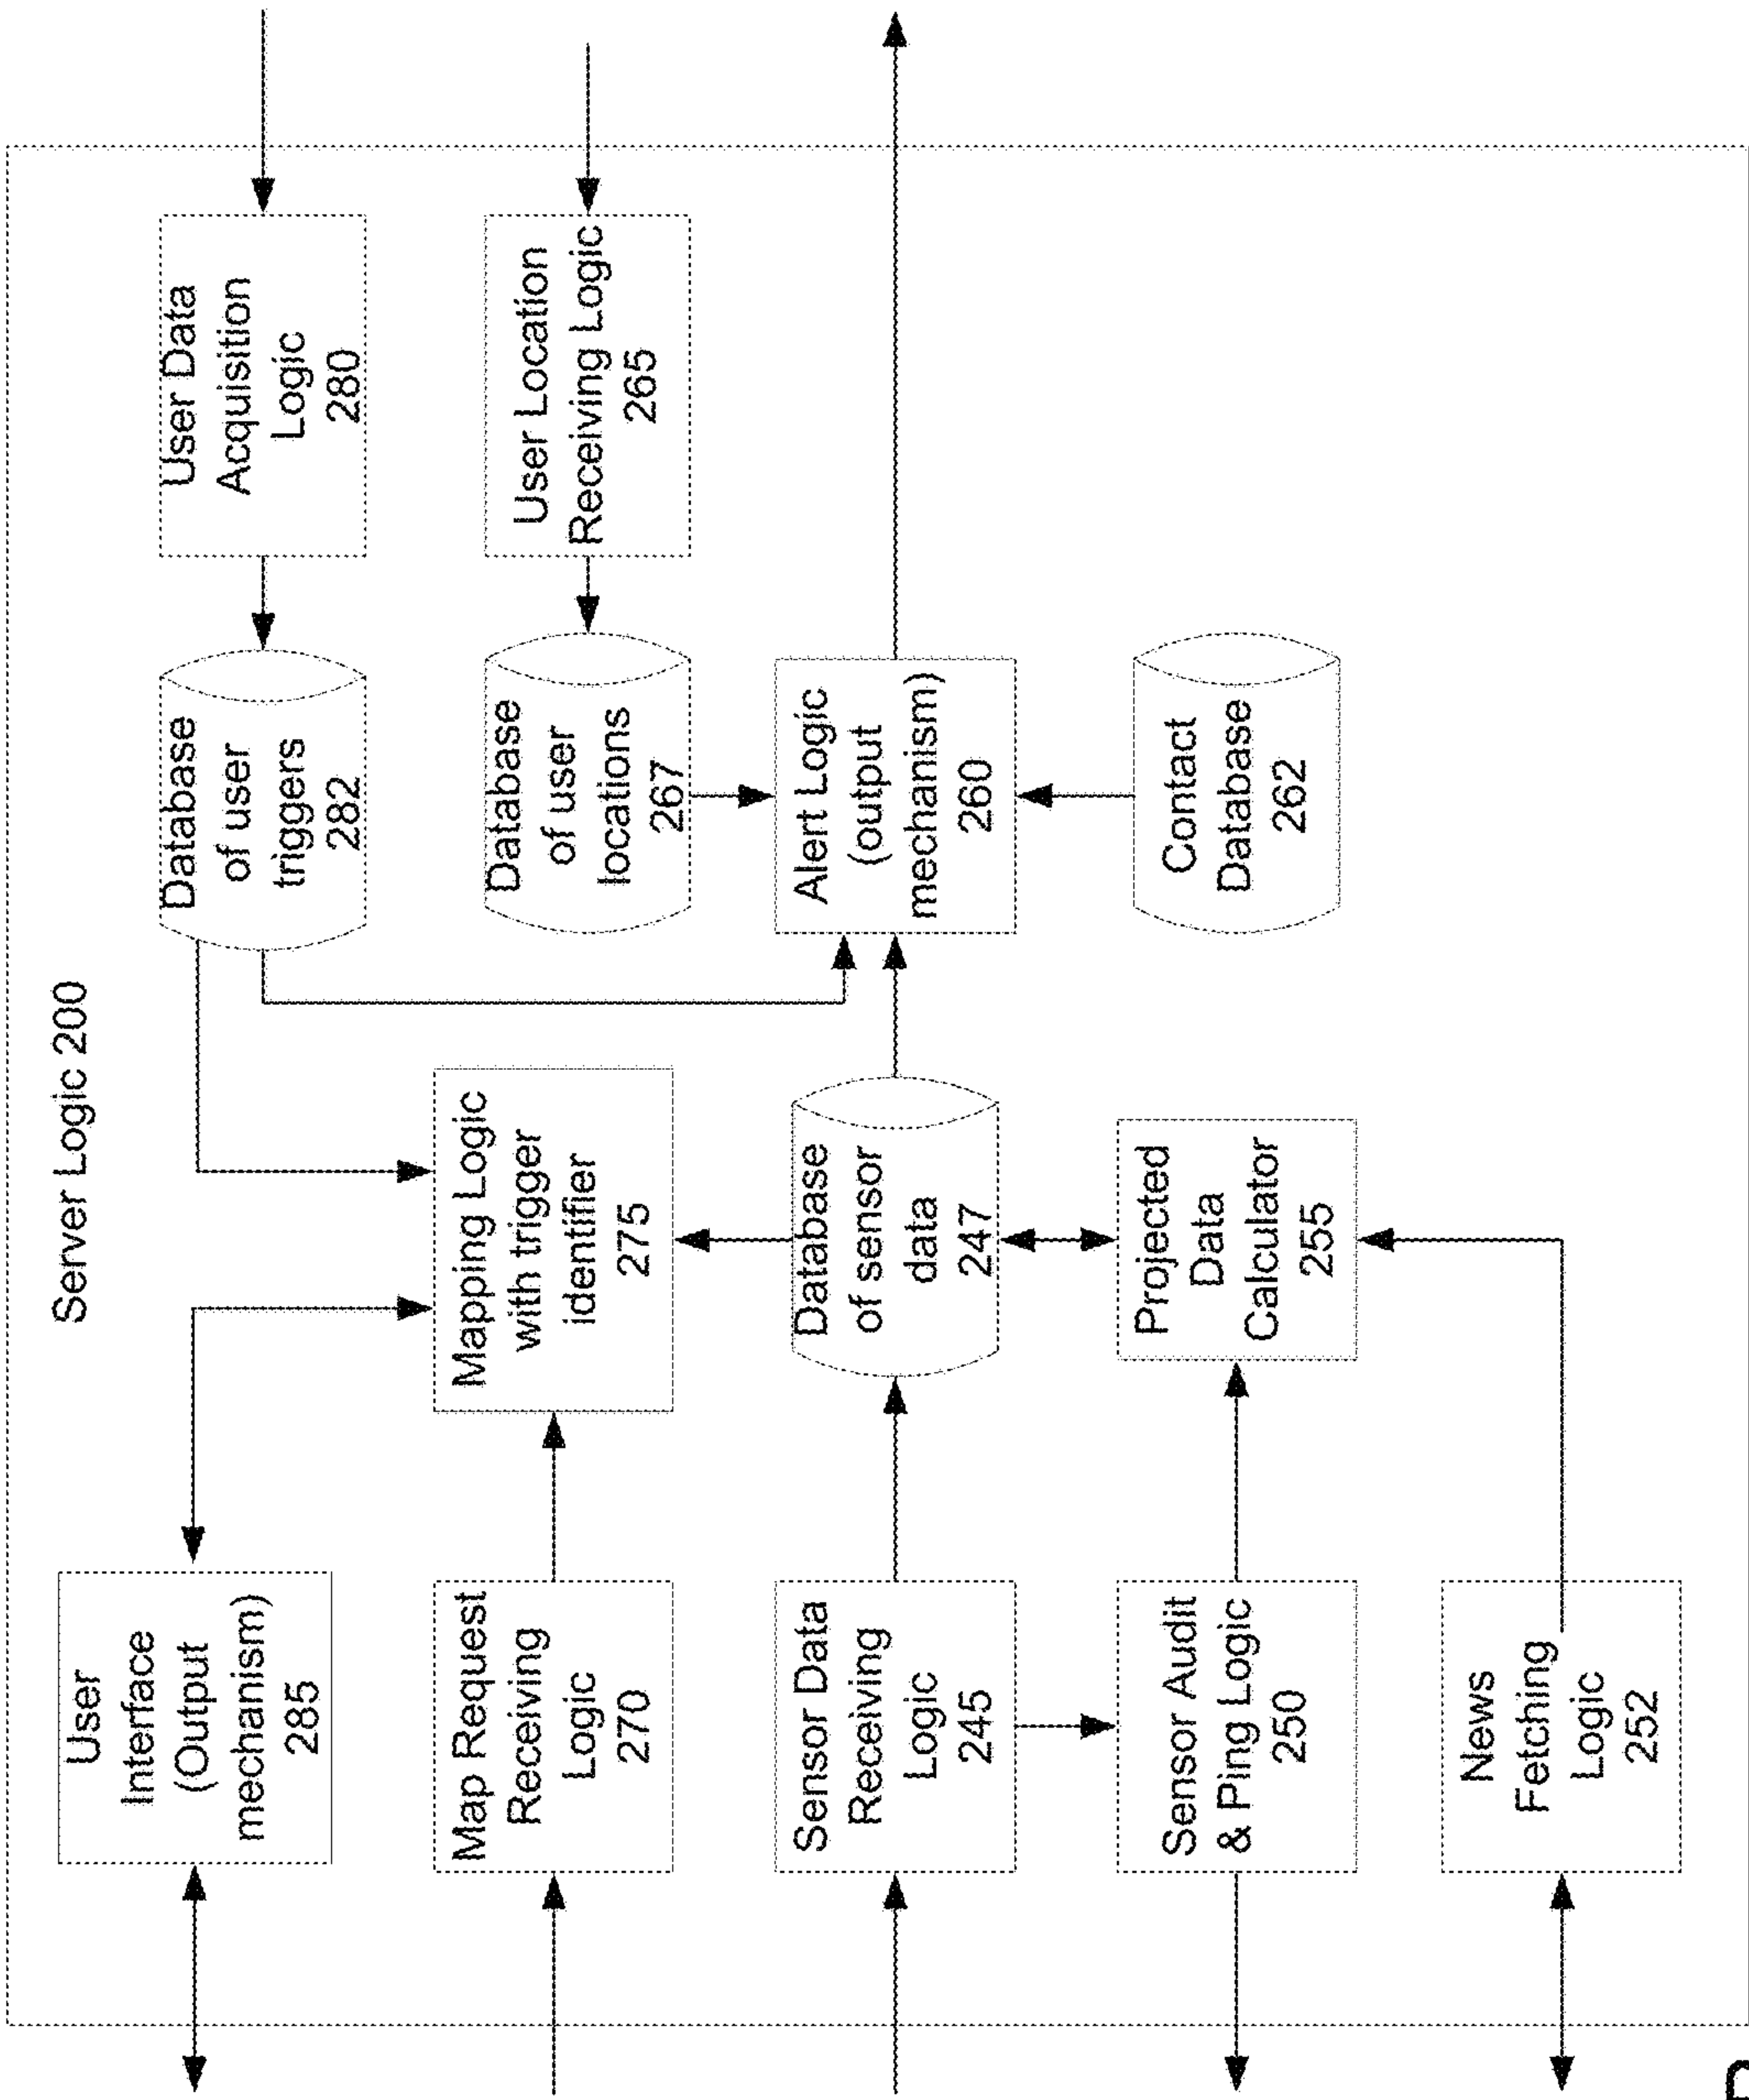 Server Logic 200
User
Interface
(Output
mechanism)
285
Map Request
Receiving
Logic
270
Sensor Data
Receiving
Logic
245
Sensor Audit
& Ping Logic
250
News
Fetching
Logic
252
Mapping Logic
with trigger
identifier
275
Database
of sensor
data
247
Projected
Data
Calculator
255
Database
of user
triggers
282
Database
of user
locations
267
Alert Logic
(output
mechanism)
260
Contact
Database
262
User Data
Acquisition
Logic
280
User Location
Receiving Logic
265